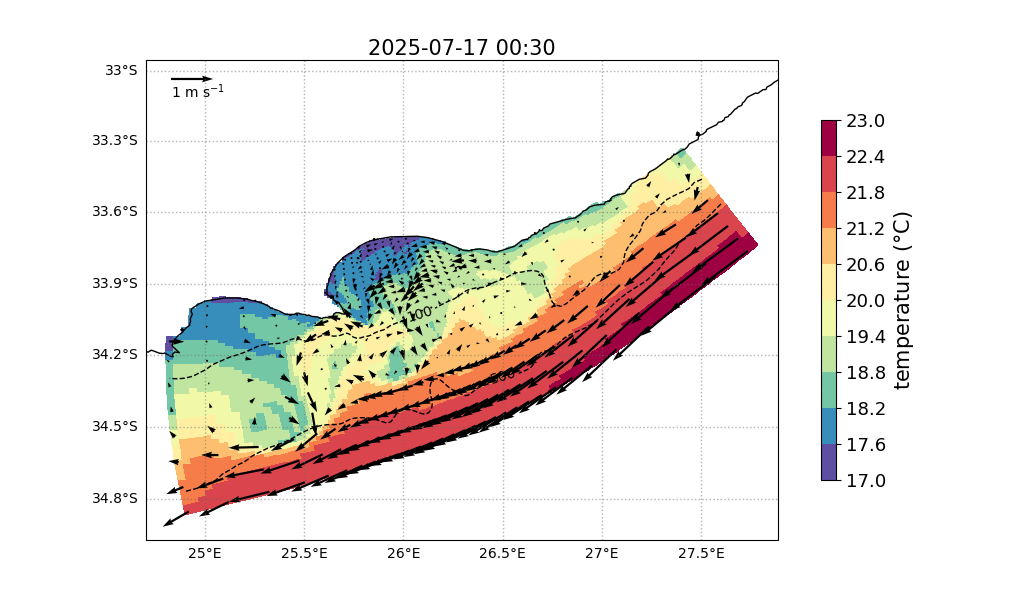 2025-07-17 00:30
1 m s⁻¹
33°S
33.3°S
33.6°S
33.9°S
34.2°S
34.5°S
34.8°S
25°E
25.5°E
26°E
26.5°E
27°E
27.5°E
100
500
23.0
22.4
21.8
21.2
20.6
20.0
19.4
18.8
18.2
17.6
17.0
temperature (°C)